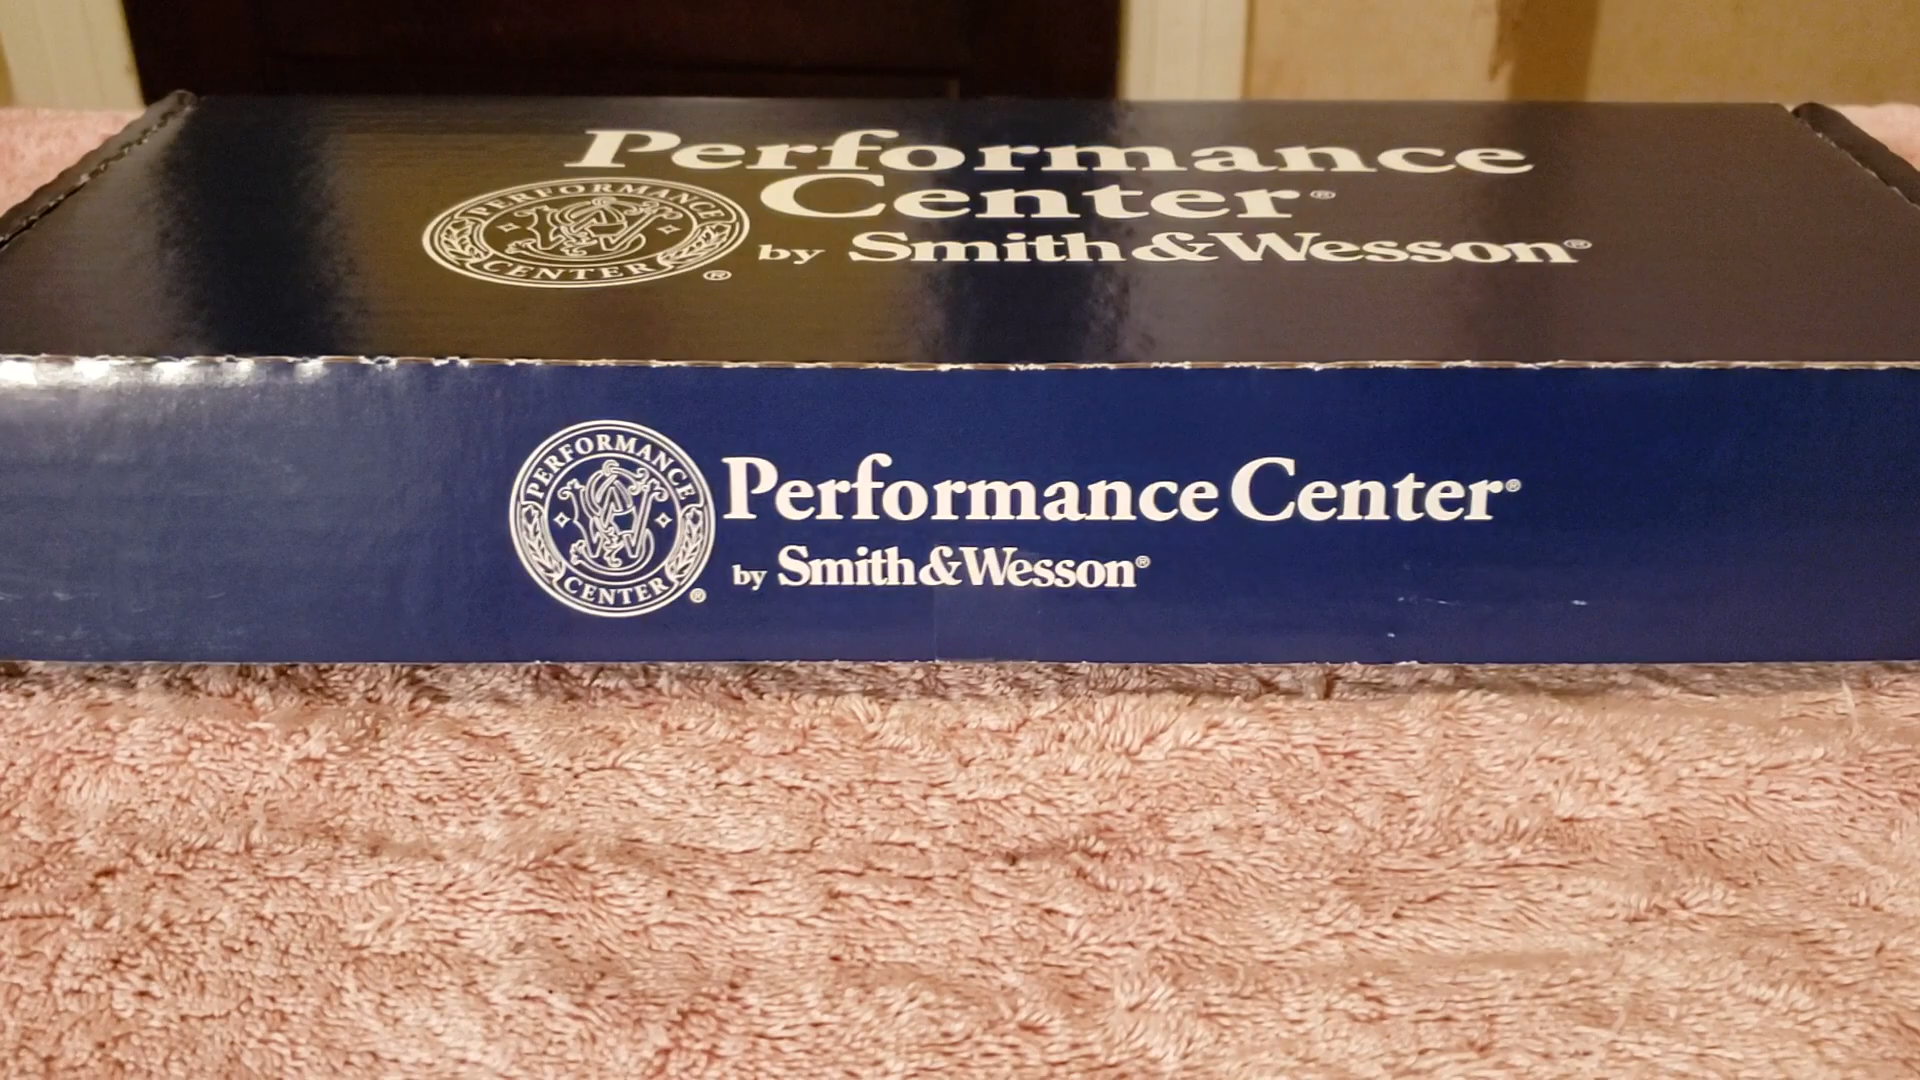 Performance
Center®
by Smith & Wesson®
PERFORMANCE
CENTER
®
Performance Center®
by Smith & Wesson®
PERFORMANCE
CENTER
®